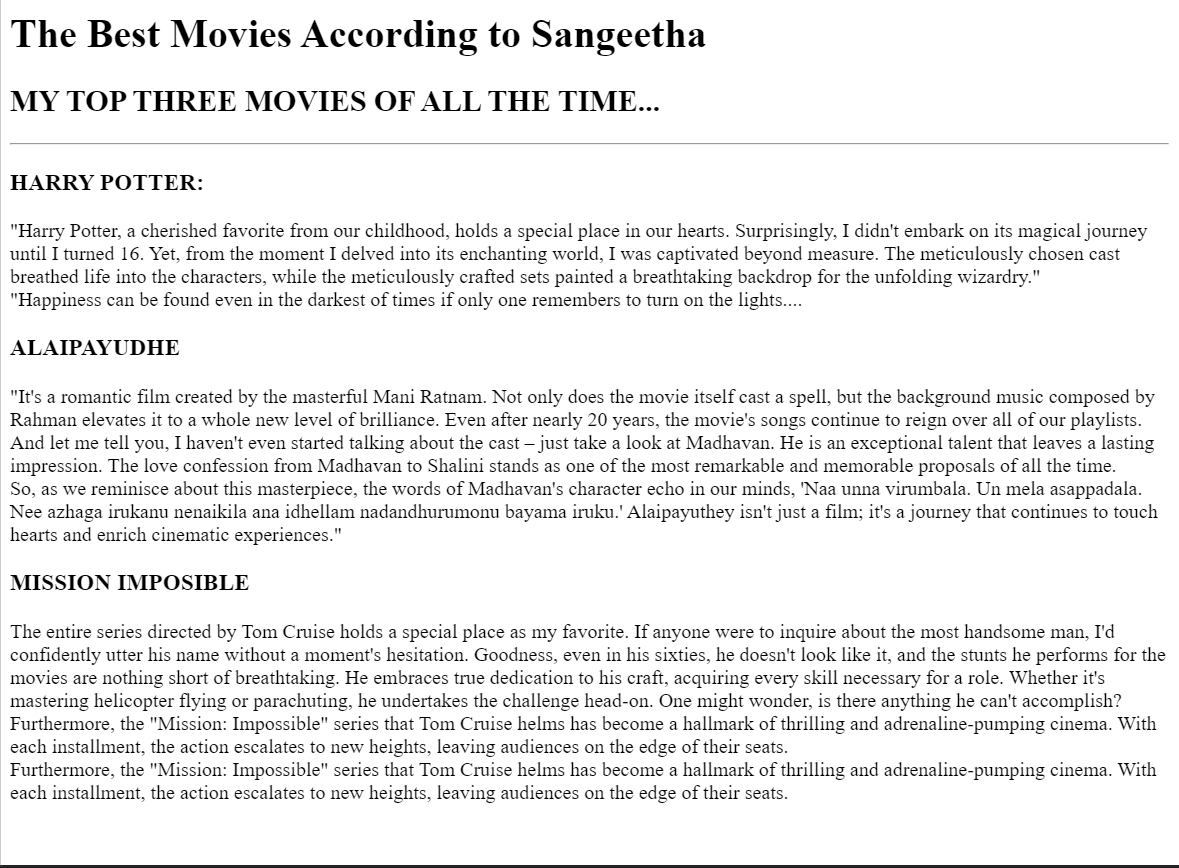 The Best Movies According to Sangeetha
MY TOP THREE MOVIES OF ALL THE TIME...
HARRY POTTER:
"Harry Potter, a cherished favorite from our childhood, holds a special place in our hearts. Surprisingly, I didn't embark on its magical journey
until I turned 16. Yet, from the moment I delved into its enchanting world, I was captivated beyond measure. The meticulously chosen cast
breathed life into the characters, while the meticulously crafted sets painted a breathtaking backdrop for the unfolding wizardry."
"Happiness can be found even in the darkest of times if only one remembers to turn on the lights....
ALAIPAYUDHE
"It's a romantic film created by the masterful Mani Ratnam. Not only does the movie itself cast a spell, but the background music composed by
Rahman elevates it to a whole new level of brilliance. Even after nearly 20 years, the movie's songs continue to reign over all of our playlists.
And let me tell you, I haven't even started talking about the cast – just take a look at Madhavan. He is an exceptional talent that leaves a lasting
impression. The love confession from Madhavan to Shalini stands as one of the most remarkable and memorable proposals of all the time.
So, as we reminisce about this masterpiece, the words of Madhavan's character echo in our minds, 'Naa unna virumbala. Un mela asappadala.
Nee azhaga irukanu nenaikila ana idhellam nadandhurumonu bayama iruku.' Alaipayuthey isn't just a film; it's a journey that continues to touch
hearts and enrich cinematic experiences."
MISSION IMPOSIBLE
The entire series directed by Tom Cruise holds a special place as my favorite. If anyone were to inquire about the most handsome man, I'd
confidently utter his name without a moment's hesitation. Goodness, even in his sixties, he doesn't look like it, and the stunts he performs for the
movies are nothing short of breathtaking. He embraces true dedication to his craft, acquiring every skill necessary for a role. Whether it's
mastering helicopter flying or parachuting, he undertakes the challenge head-on. One might wonder, is there anything he can't accomplish?
Furthermore, the "Mission: Impossible" series that Tom Cruise helms has become a hallmark of thrilling and adrenaline-pumping cinema. With
each installment, the action escalates to new heights, leaving audiences on the edge of their seats.
Furthermore, the "Mission: Impossible" series that Tom Cruise helms has become a hallmark of thrilling and adrenaline-pumping cinema. With
each installment, the action escalates to new heights, leaving audiences on the edge of their seats.